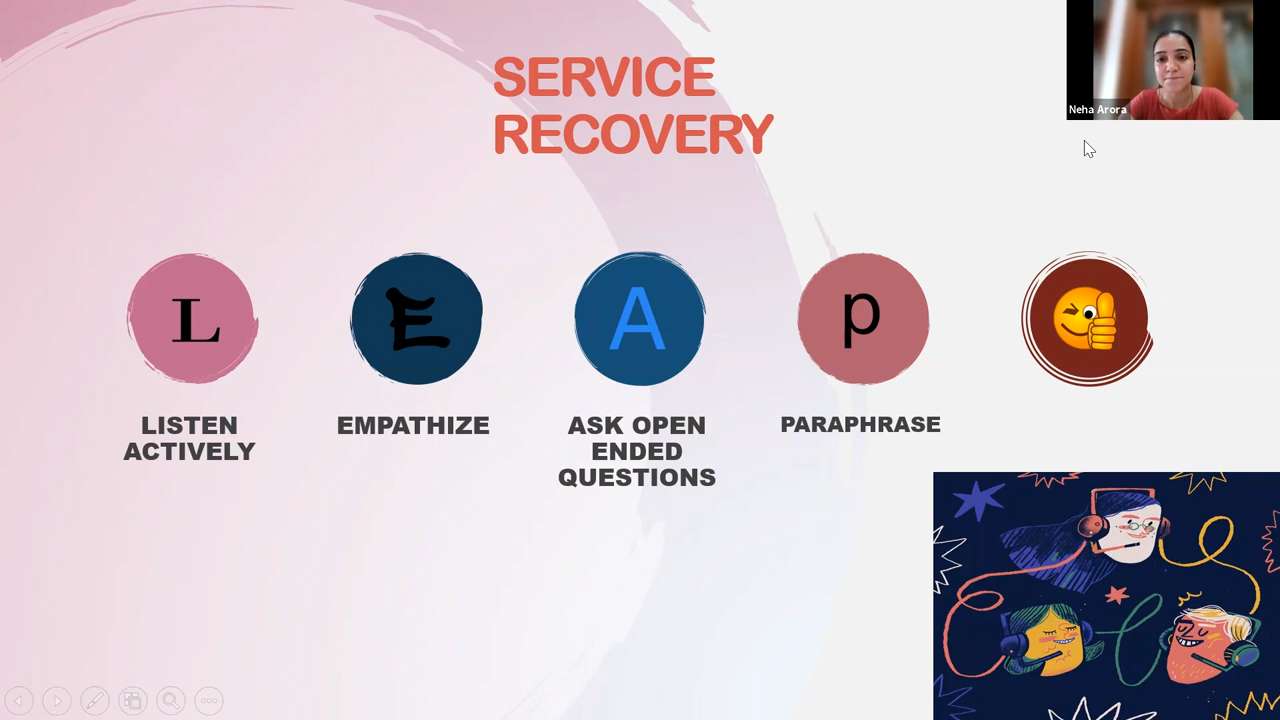 SERVICE
RECOVERY
Neha Arora
L
E
A
p
LISTEN
ACTIVELY
EMPATHIZE
ASK OPEN
ENDED
QUESTIONS
PARAPHRASE